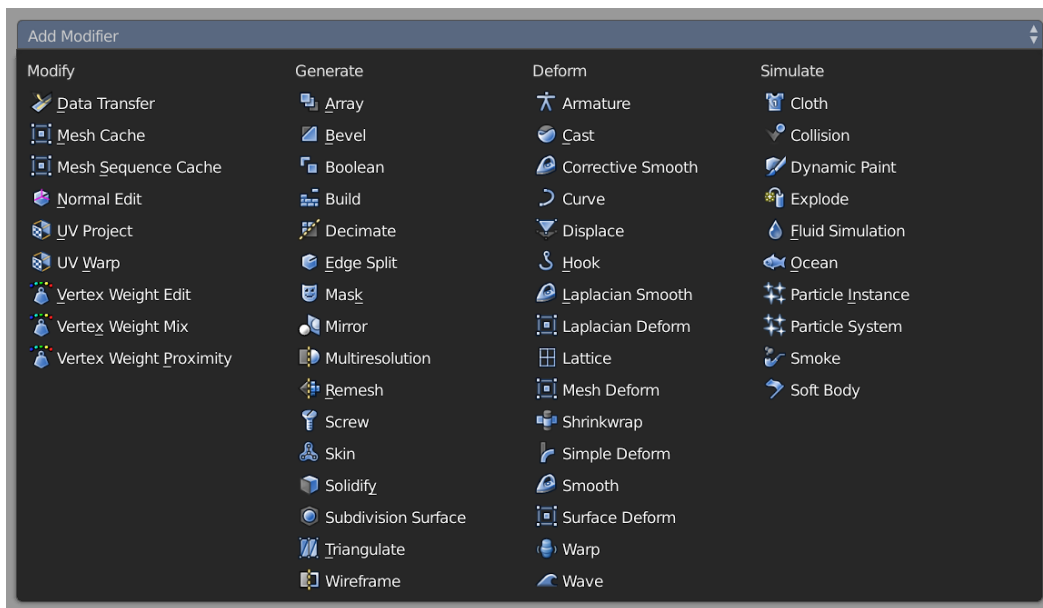 Add Modifier
Modify
Data Transfer
Mesh Cache
Mesh Sequence Cache
Normal Edit
UV Project
UV Warp
Vertex Weight Edit
Vertex Weight Mix
Vertex Weight Proximity
Generate
Array
Bevel
Boolean
Build
Decimate
Edge Split
Mask
Mirror
Multiresolution
Remesh
Screw
Skin
Solidify
Subdivision Surface
Triangulate
Wireframe
Deform
Armature
Cast
Corrective Smooth
Curve
Displace
Hook
Laplacian Smooth
Laplacian Deform
Lattice
Mesh Deform
Shrinkwrap
Simple Deform
Smooth
Surface Deform
Warp
Wave
Simulate
Cloth
Collision
Dynamic Paint
Explode
Fluid Simulation
Ocean
Particle Instance
Particle System
Smoke
Soft Body